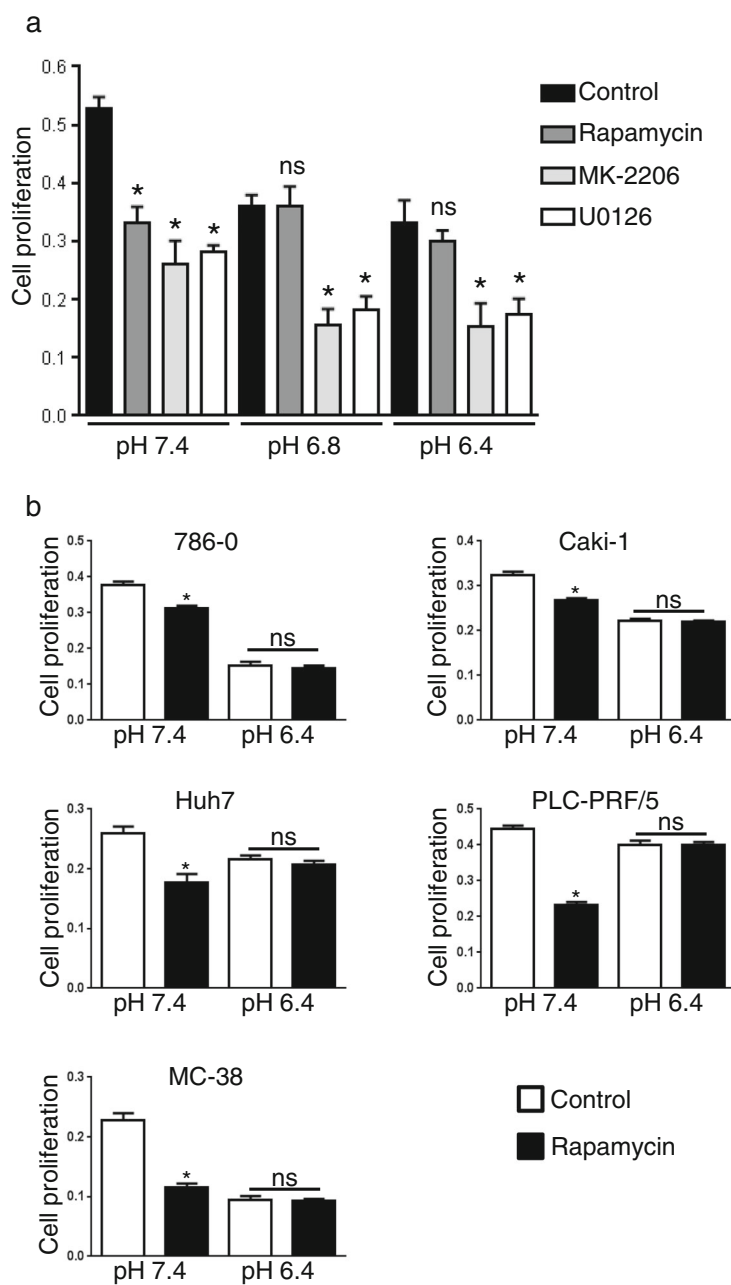 a
Cell proliferation
0.6
0.5
0.4
0.3
0.2
0.1
0.0
*
*
*
ns
*
*
ns
*
*
Control
Rapamycin
MK-2206
U0126
pH 7.4
pH 6.8
pH 6.4
b
786-0
Cell proliferation
0.5
0.4
0.3
0.2
0.1
0.0
*
ns
pH 7.4
pH 6.4
Caki-1
Cell proliferation
0.4
0.3
0.2
0.1
0.0
*
ns
pH 7.4
pH 6.4
Huh7
Cell proliferation
0.3
0.2
0.1
0.0
*
ns
pH 7.4
pH 6.4
PLC-PRF/5
Cell proliferation
0.5
0.4
0.3
0.2
0.1
0.0
*
ns
pH 7.4
pH 6.4
MC-38
Cell proliferation
0.3
0.2
0.1
0.0
*
ns
pH 7.4
pH 6.4
Control
Rapamycin